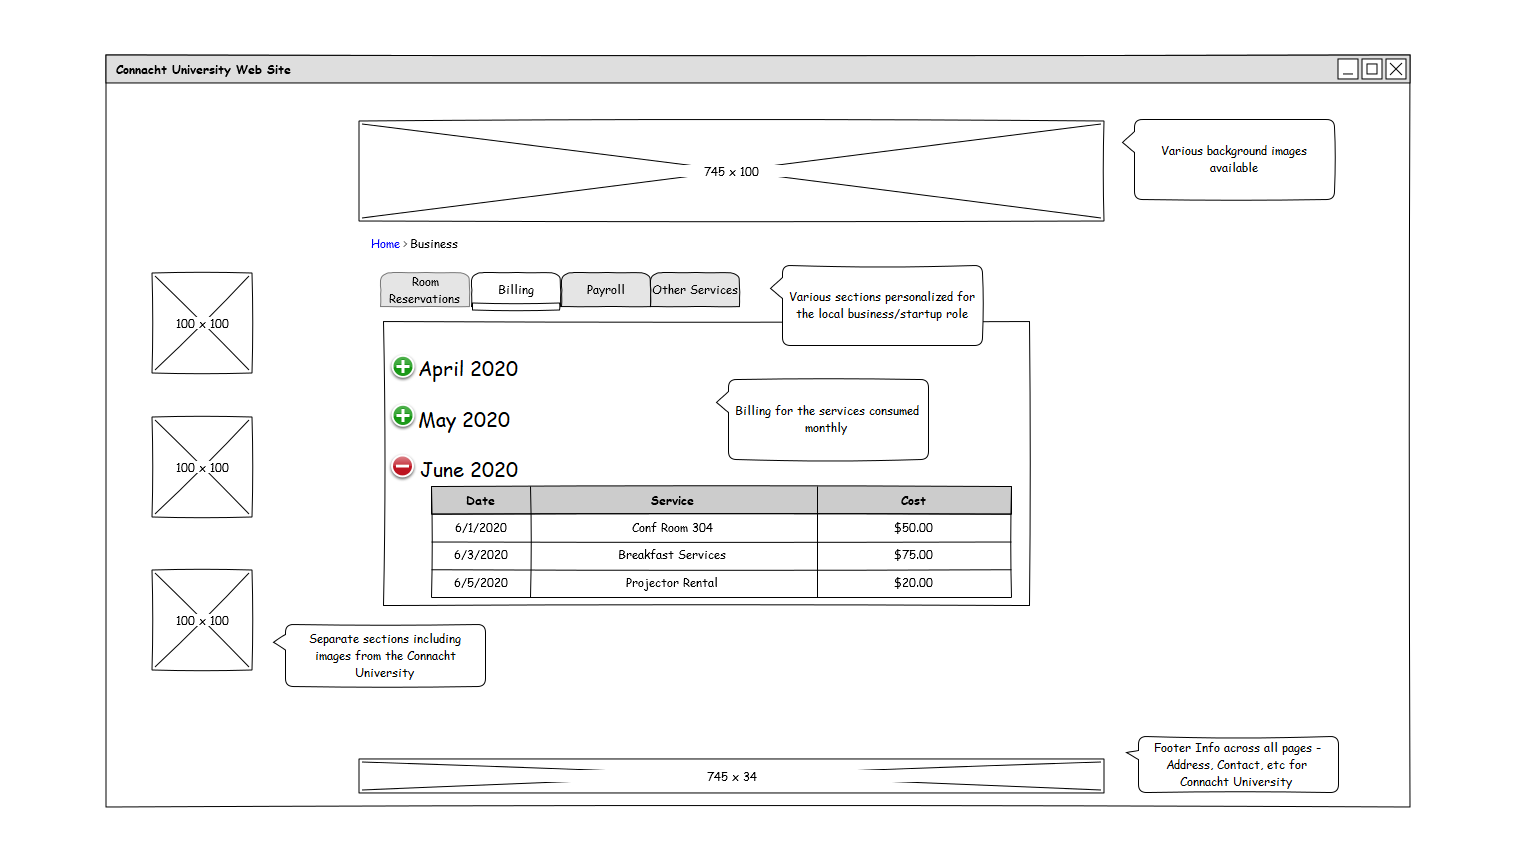 Connacht University Web Site
745 x 100
Various background images
available
Home > Business
Room
Reservations
Billing
Payroll
Other Services
Various sections personalized for
the local business/startup role
100 x 100
April 2020
Billing for the services consumed
monthly
May 2020
100 x 100
June 2020
Date Service Cost
6/1/2020 Conf Room 304 $50.00
6/3/2020 Breakfast Services $75.00
6/5/2020 Projector Rental $20.00
100 x 100
Separate sections including
images from the Connacht
University
745 x 34
Footer Info across all pages -
Address, Contact, etc for
Connacht University